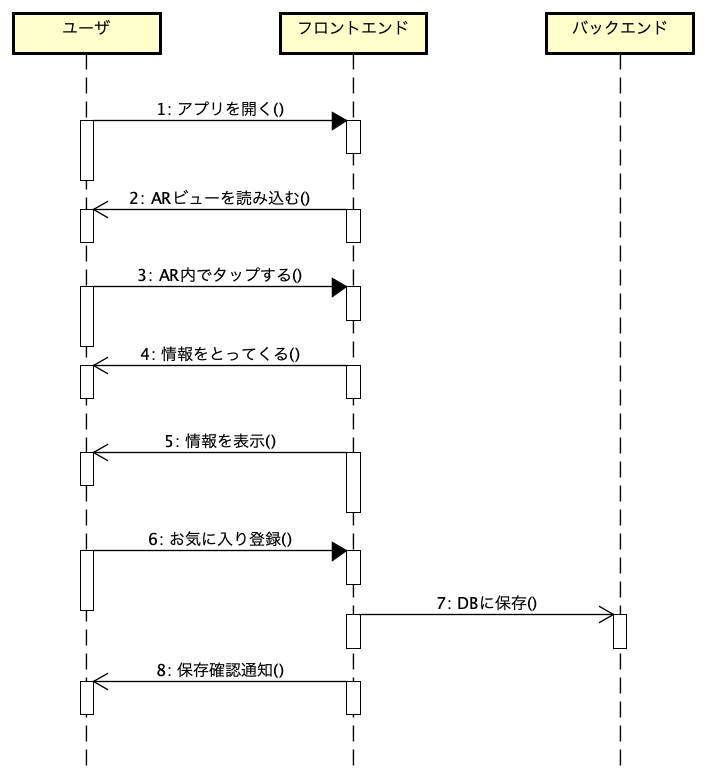 ユーザ
フロントエンド
バックエンド
1: アプリを開く()
2: ARビューを読み込む()
3: AR内でタップする()
4: 情報をとってくる()
5: 情報を表示()
6: お気に入り登録()
7: DBに保存()
8: 保存確認通知()